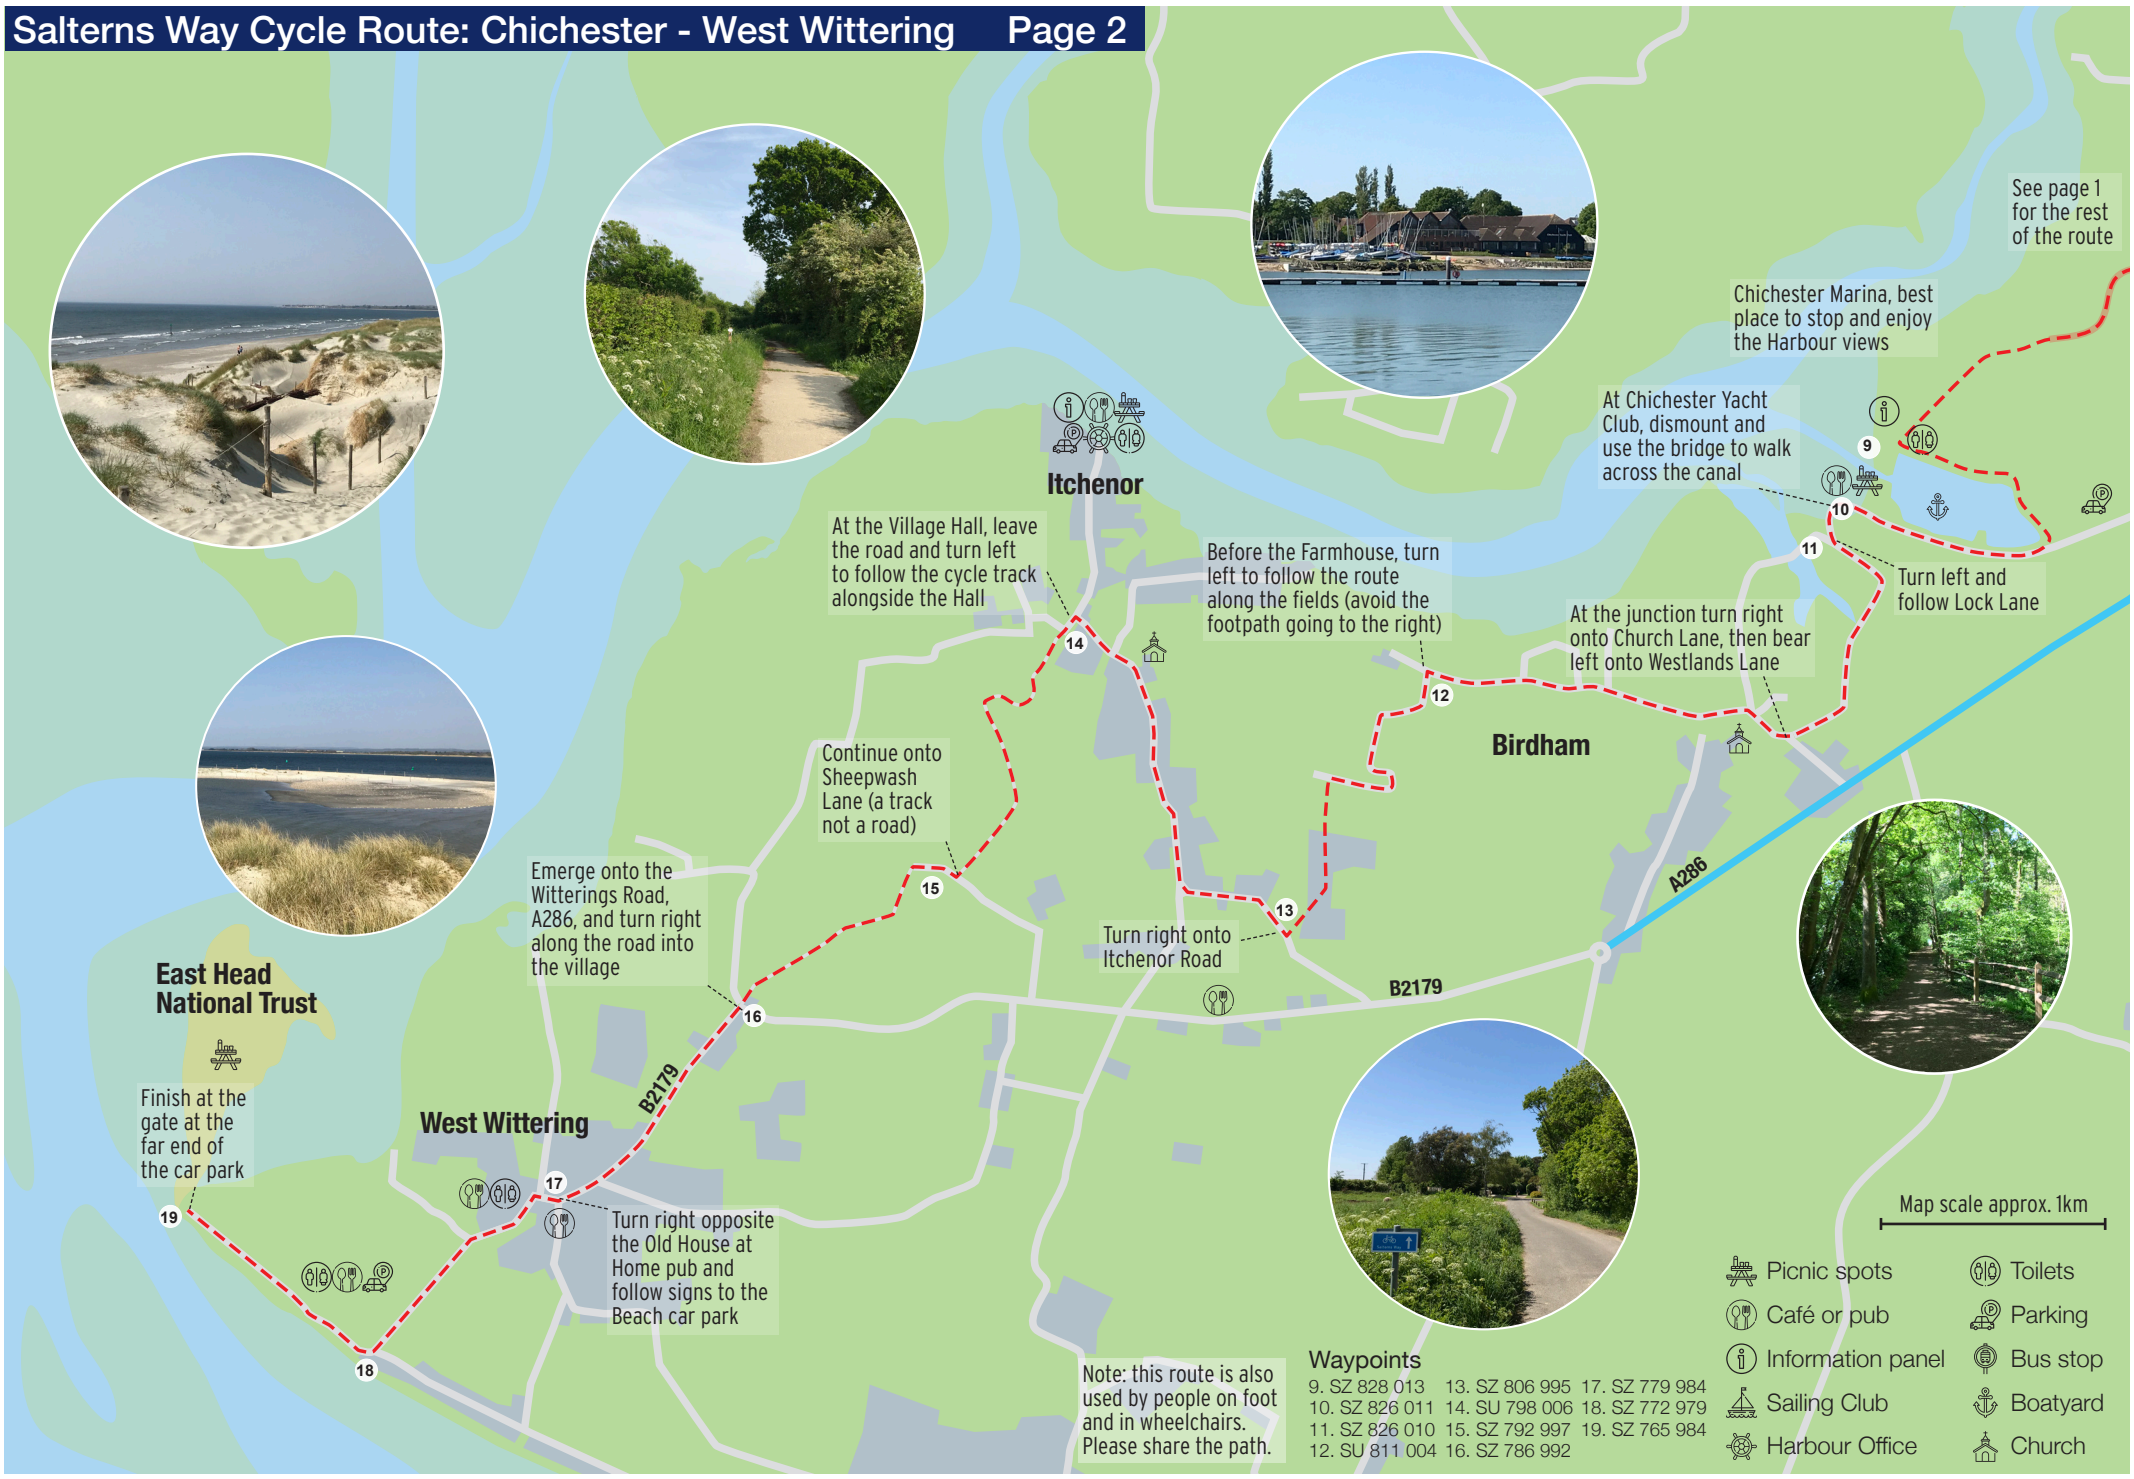 Salterns Way Cycle Route: Chichester - West Wittering Page 2
See page 1
for the rest
of the route
Chichester Marina, best
place to stop and enjoy
the Harbour views
At Chichester Yacht
Club, dismount and
use the bridge to walk
across the canal
9
10
11
Turn left and
follow Lock Lane
At the junction turn right
onto Church Lane, then bear
left onto Westlands Lane
Before the Farmhouse, turn
left to follow the route
along the fields (avoid the
footpath going to the right)
12
Birdham
Itchenor
At the Village Hall, leave
the road and turn left
to follow the cycle track
alongside the Hall
14
13
Turn right onto
Itchenor Road
A286
B2179
Continue onto
Sheepwash
Lane (a track
not a road)
15
Emerge onto the
Witterings Road,
A286, and turn right
along the road into
the village
16
B2179
West Wittering
17
Turn right opposite
the Old House at
Home pub and
follow signs to the
Beach car park
East Head
National Trust
Finish at the
gate at the
far end of
the car park
19
18
Note: this route is also
used by people on foot
and in wheelchairs.
Please share the path.
Waypoints
9. SZ 828 013 13. SZ 806 995 17. SZ 779 984
10. SZ 826 011 14. SU 798 006 18. SZ 772 979
11. SZ 826 010 15. SZ 792 997 19. SZ 765 984
12. SU 811 004 16. SZ 786 992
Map scale approx. 1km
Picnic spots
Toilets
Café or pub
Parking
Information panel
Bus stop
Sailing Club
Boatyard
Harbour Office
Church